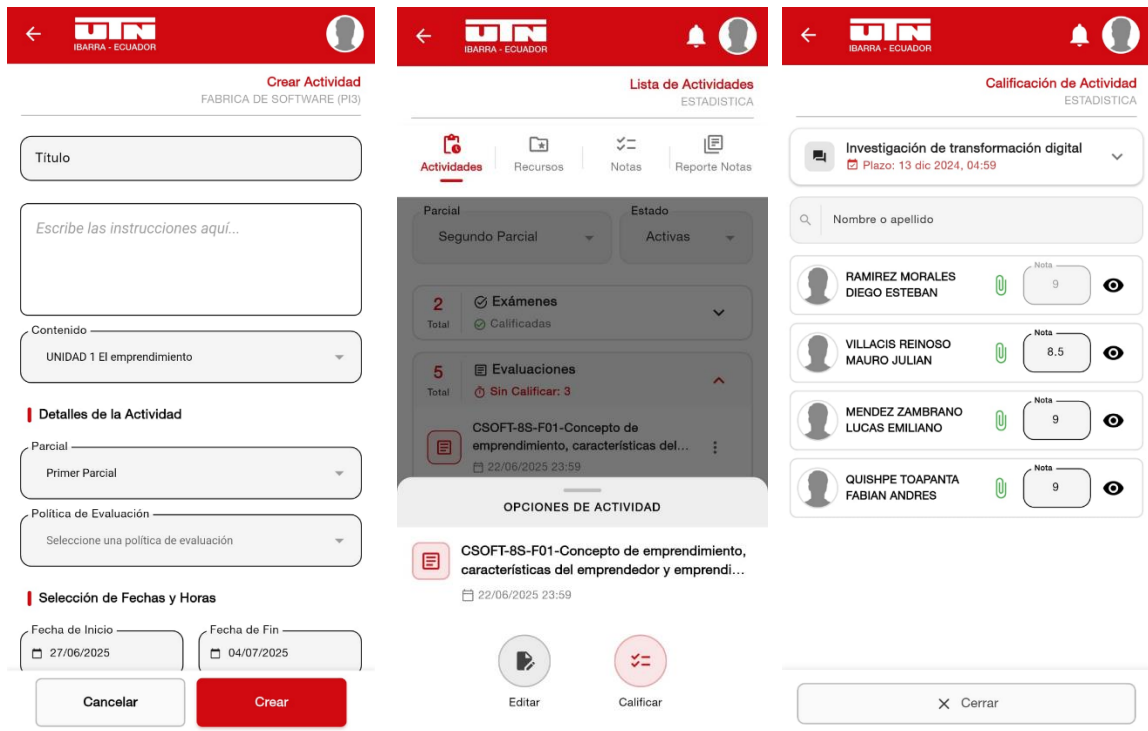 UTN
IBARRA - ECUADOR
Crear Actividad
FABRICA DE SOFTWARE (PI3)
Título
Escribe las instrucciones aquí...
Contenido
UNIDAD 1 El emprendimiento
Detalles de la Actividad
Parcial
Primer Parcial
Política de Evaluación
Seleccione una política de evaluación
Selección de Fechas y Horas
Fecha de Inicio
Fecha de Fin
27/06/2025
04/07/2025
Cancelar
Crear
UTN
IBARRA - ECUADOR
Lista de Actividades
ESTADISTICA
Actividades
Recursos
Notas
Reporte Notas
Parcial
Estado
Segundo Parcial
Activas
2
Exámenes
Total
Calificadas
5
Evaluaciones
Total
Sin Calificar: 3
CSOFT-8S-F01-Concepto de
emprendimiento, características del...
22/06/2025 23:59
OPCIONES DE ACTIVIDAD
CSOFT-8S-F01-Concepto de emprendimiento,
características del emprendedor y emprendi...
22/06/2025 23:59
Editar
Calificar
UTN
IBARRA - ECUADOR
Calificación de Actividad
ESTADISTICA
Investigación de transformación digital
Plazo: 13 dic 2024, 04:59
Nombre o apellido
RAMIREZ MORALES
DIEGO ESTEBAN
Nota
9
VILLACIS REINOSO
MAURO JULIAN
Nota
8.5
MENDEZ ZAMBRANO
LUCAS EMILIANO
Nota
9
QUISHPE TOAPANTA
FABIAN ANDRES
Nota
9
Cerrar